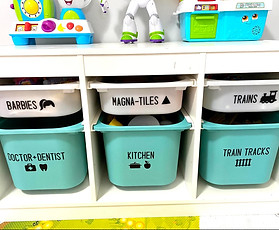 BARBIES
MAGNA-TILES
TRAINS
DOCTOR+DENTIST
KITCHEN
TRAIN TRACKS